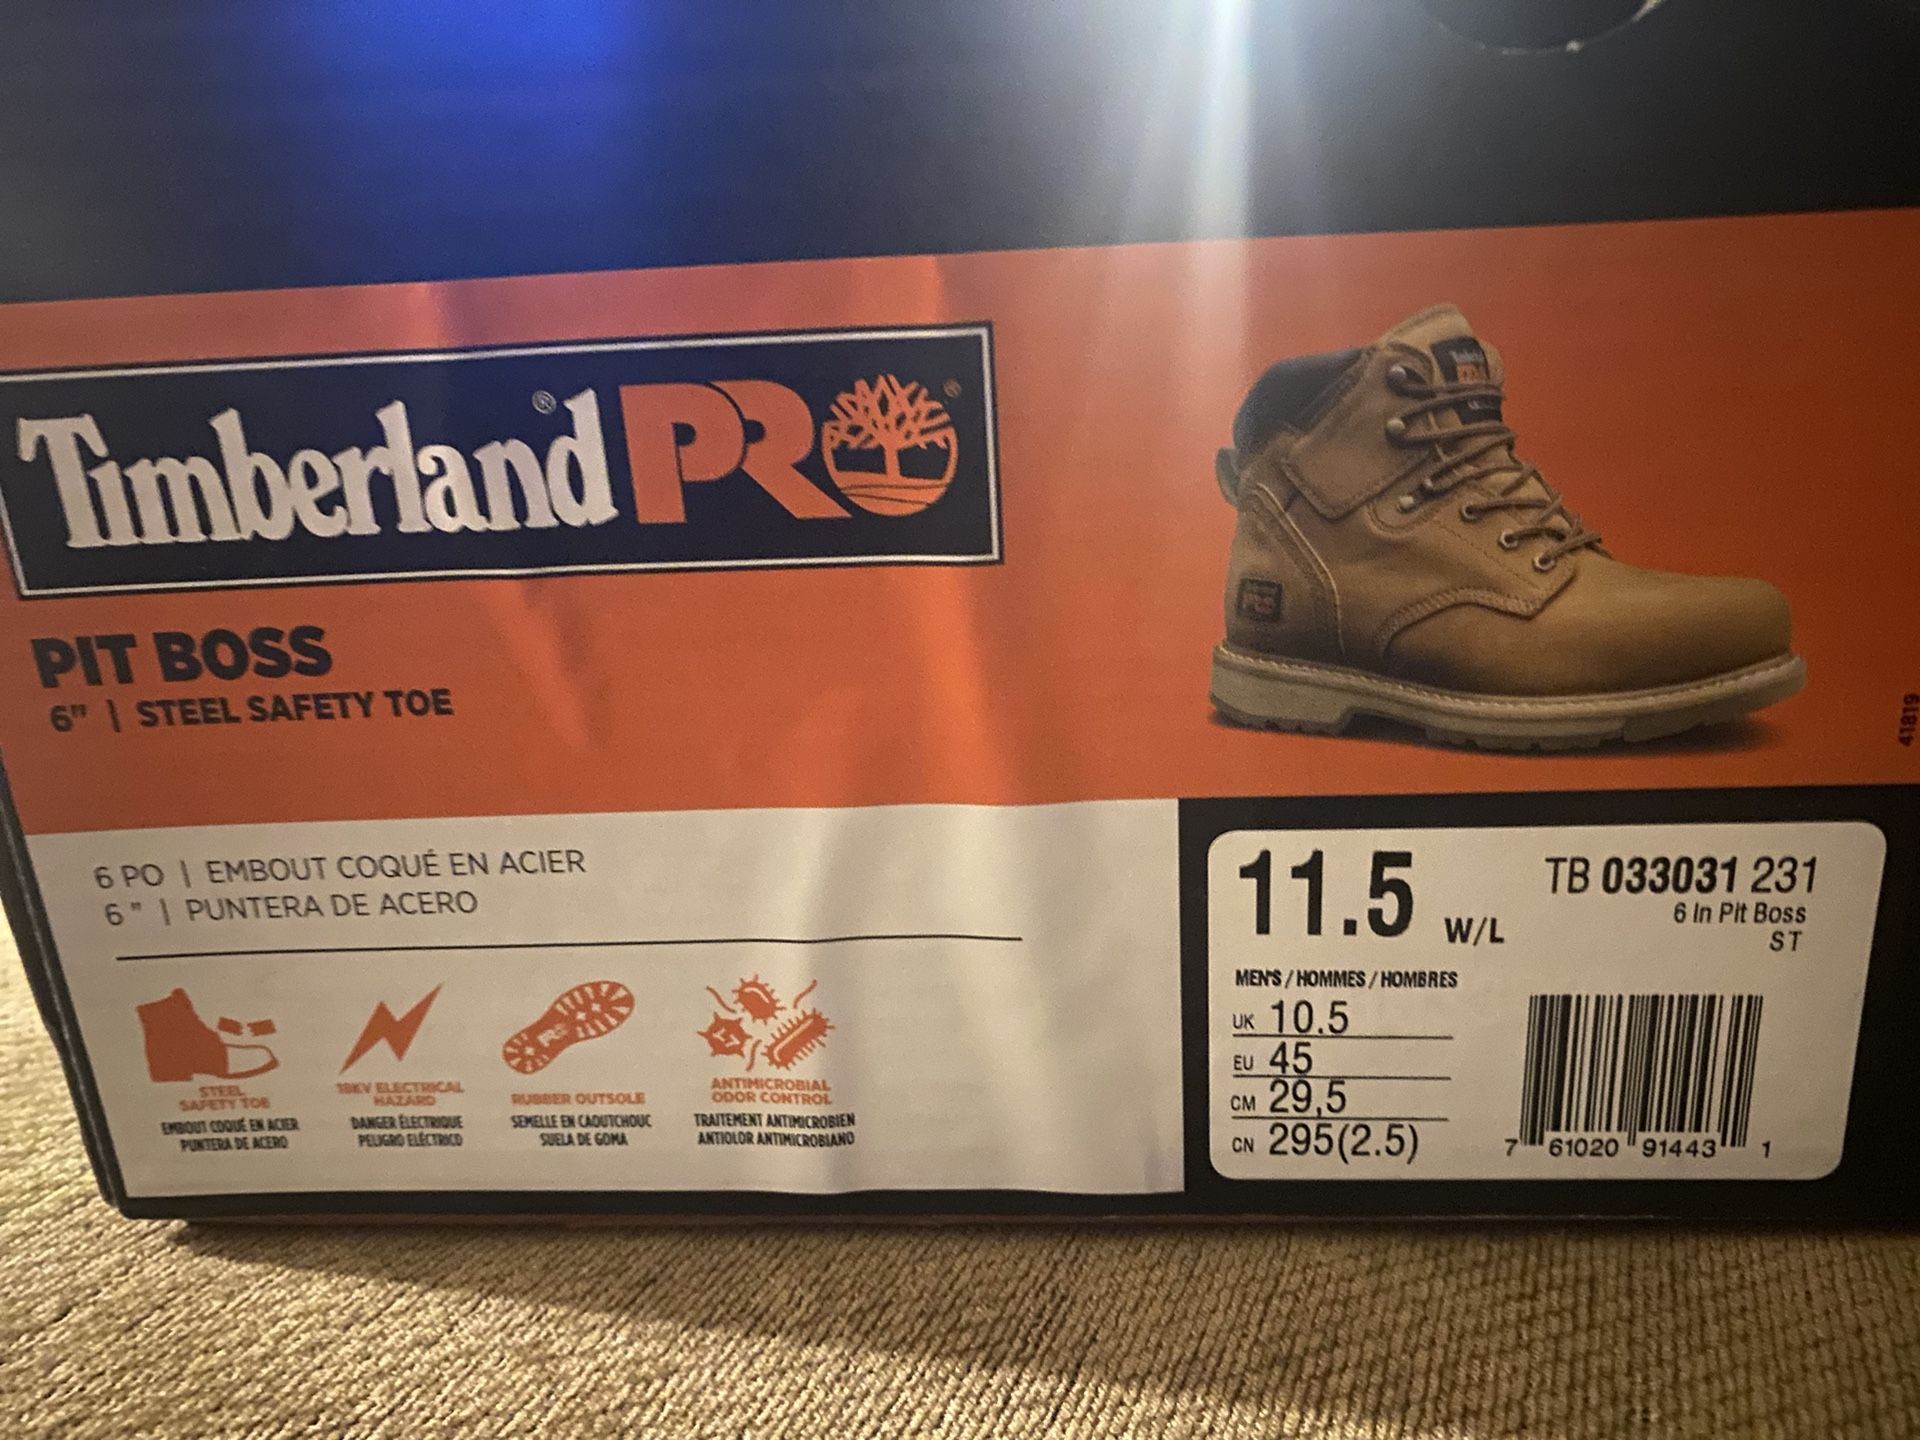 Timberland® PRO ®
PIT BOSS
6" | STEEL SAFETY TOE
6 PO | EMBOUT COQUÉ EN ACIER
6" | PUNTERA DE ACERO
STEEL
SAFETY TOE
EMBOUT COQUÉ EN ACIER
PUNTERA DE ACERO
18KV ELECTRICAL
HAZARD
DANGER ÉLECTRIQUE
PELIGRO ELÉCTRICO
RUBBER OUTSOLE
SEMELLE EN CAOUTCHOUC
SUELA DE GOMA
ANTIMICROBIAL
ODOR CONTROL
TRAITEMENT ANTIMICROBIEN
ANTIOLOR ANTIMICROBIANO
41819
11.5 W/L
TB 033031 231
6 In Pit Boss
ST
MEN'S / HOMMES / HOMBRES
UK 10.5
EU 45
CM 29,5
CN 295(2.5)
7 61020 91443 1